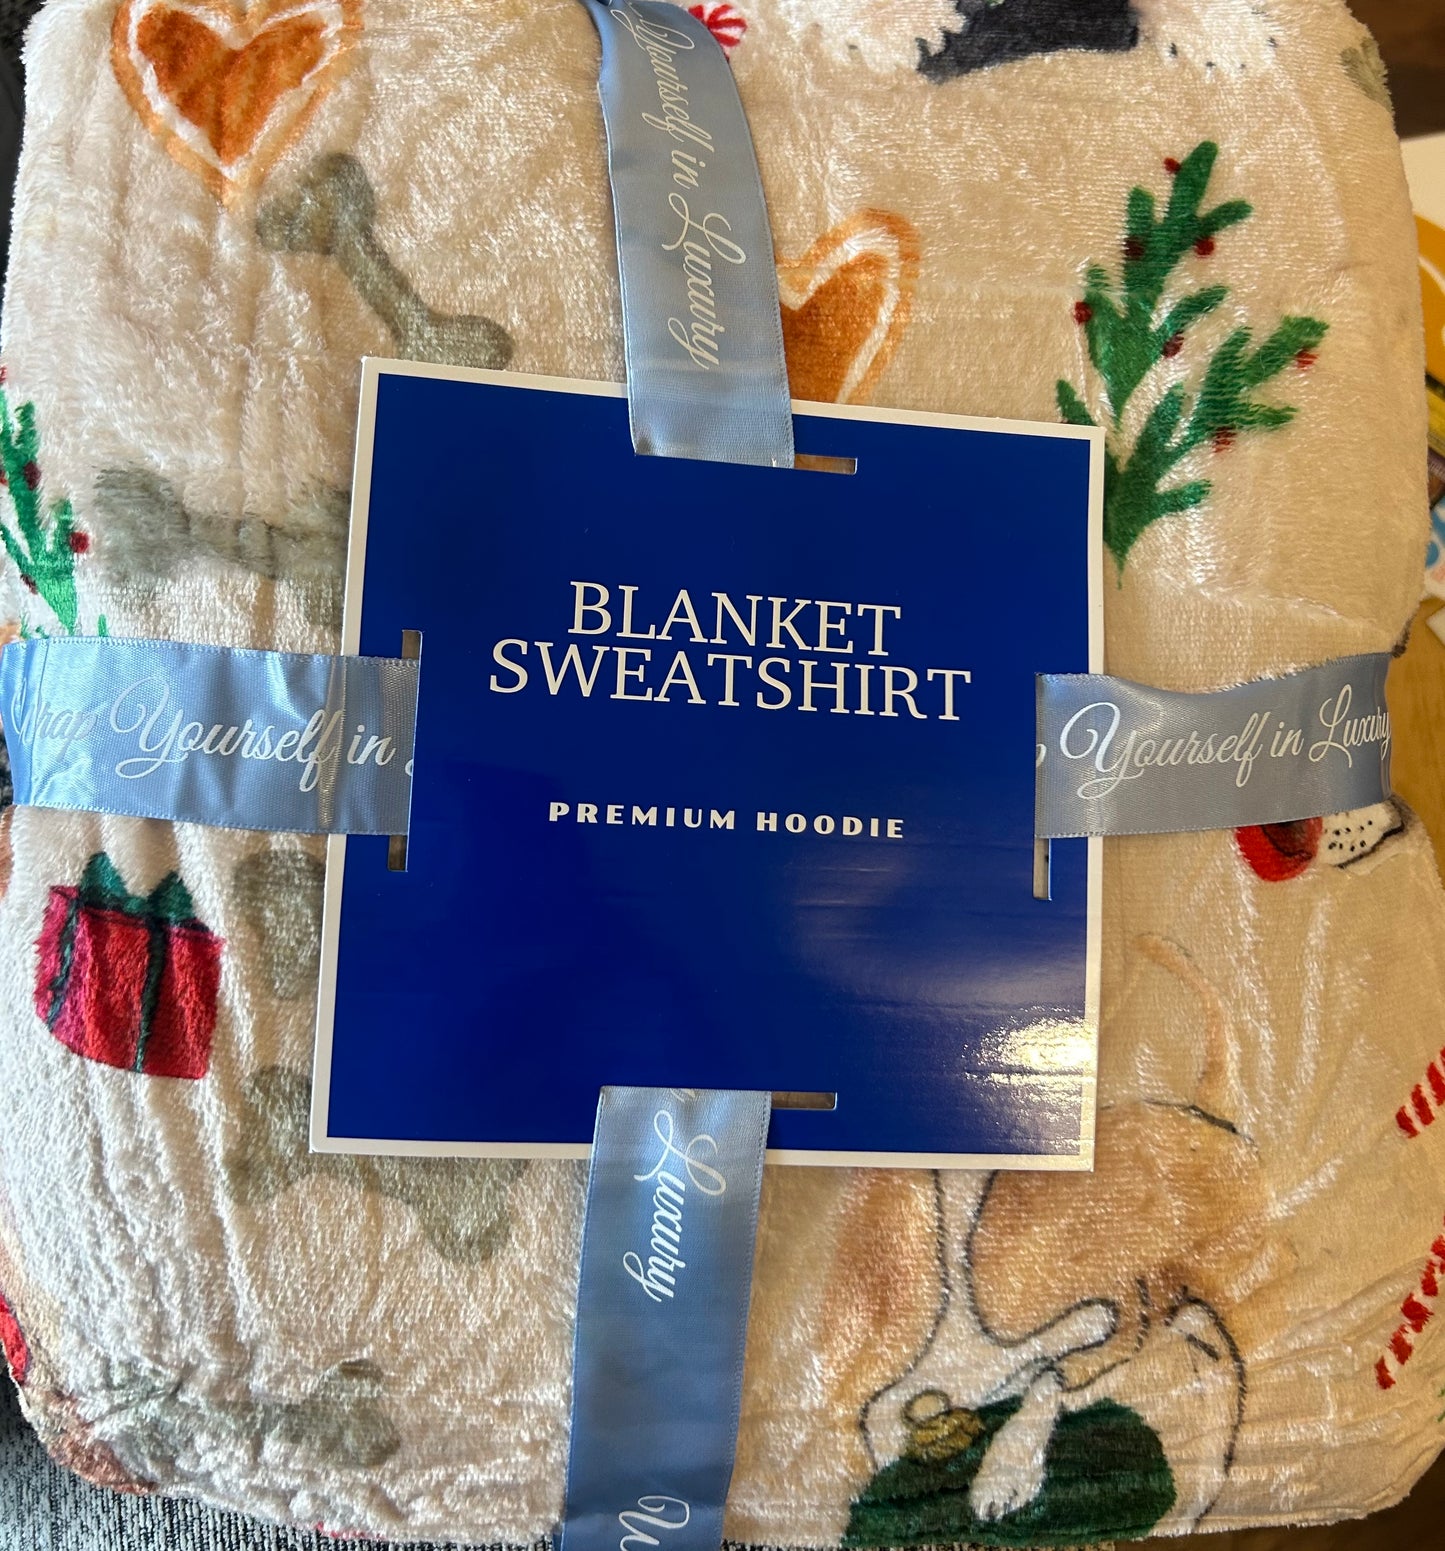 Yourself in Luxury
BLANKET
SWEATSHIRT
Wrap Yourself in
Yourself in Luxury
PREMIUM HOODIE
Luxury